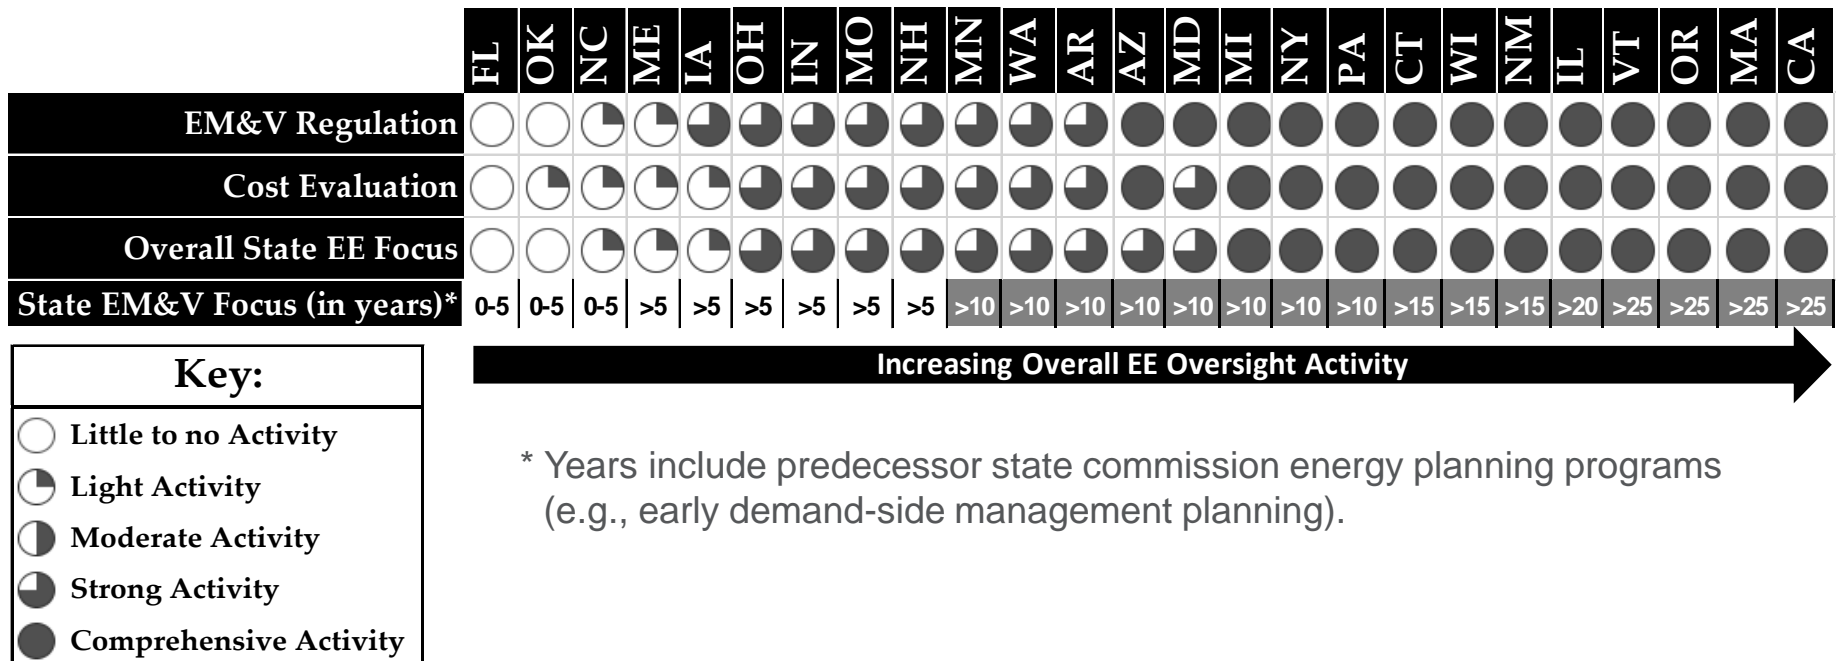 FL OK NC ME IA OH IN MO NH MN WA AR AZ MD MI NY PA CT WI NM IL VT OR MA CA
EM&V Regulation
Cost Evaluation
Overall State EE Focus
State EM&V Focus (in years)* 0-5 0-5 0-5 >5 >5 >5 >5 >5 >5 >10 >10 >10 >10 >10 >10 >10 >10 >15 >15 >15 >20 >25 >25 >25 >25
Increasing Overall EE Oversight Activity
Key:
Little to no Activity
Light Activity
Moderate Activity
Strong Activity
Comprehensive Activity
* Years include predecessor state commission energy planning programs
(e.g., early demand-side management planning).